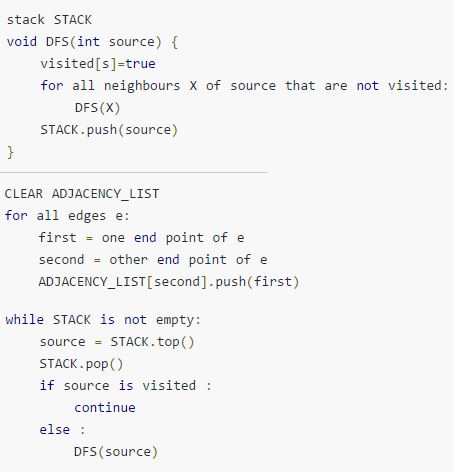 stack STACK
void DFS(int source) {
    visited[s]=true
    for all neighbours X of source that are not visited:
        DFS(X)
    STACK.push(source)
}
CLEAR ADJACENCY_LIST
for all edges e:
    first = one end point of e
    second = other end point of e
    ADJACENCY_LIST[second].push(first)
while STACK is not empty:
    source = STACK.top()
    STACK.pop()
    if source is visited :
        continue
    else :
        DFS(source)